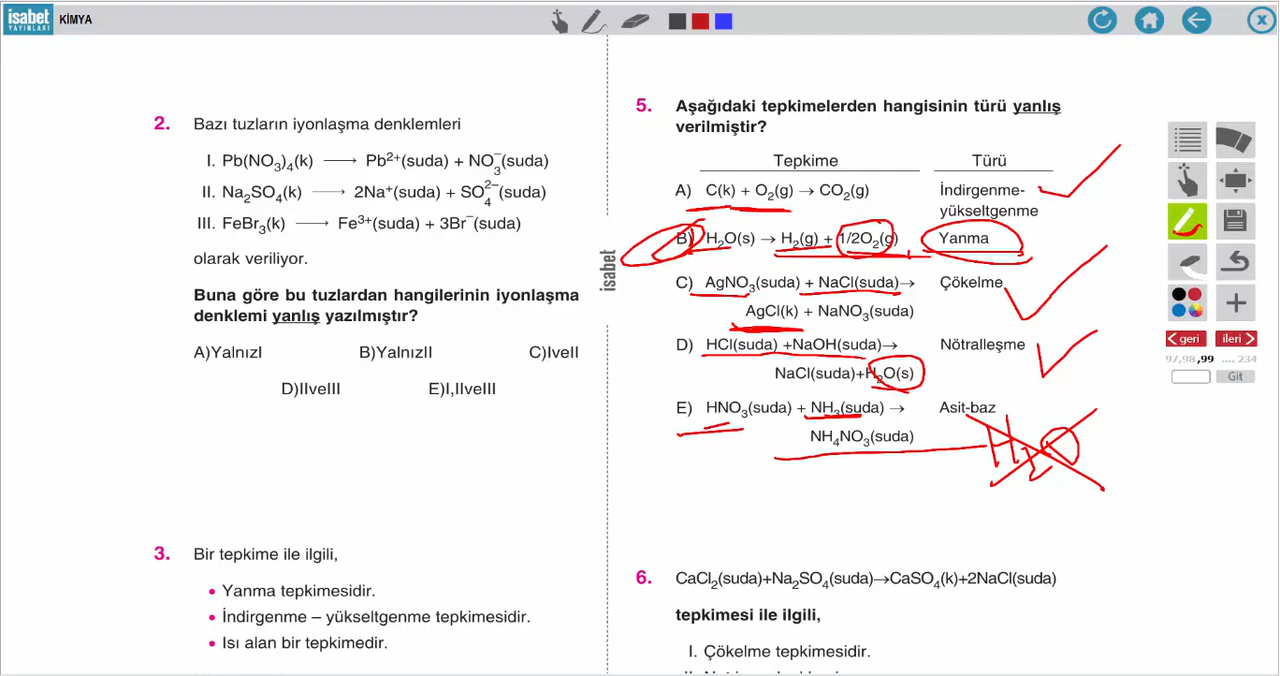 isabet
YAYINLARI
KİMYA
2. Bazı tuzların iyonlaşma denklemleri
I. Pb(NO3)4(k) ⟶ Pb2+(suda) + NO3−(suda)
II. Na2SO4(k) ⟶ 2Na+(suda) + SO42−(suda)
III. FeBr3(k) ⟶ Fe3+(suda) + 3Br−(suda)
olarak veriliyor.
Buna göre bu tuzlardan hangilerinin iyonlaşma
denklemi yanlış yazılmıştır?
A)YalnızI B)YalnızII C)IveII
D)IIveIII E)I,IIveIII
3. Bir tepkime ile ilgili,
• Yanma tepkimesidir.
• İndirgenme – yükseltgenme tepkimesidir.
• Isı alan bir tepkimedir.
isabet
5. Aşağıdaki tepkimelerden hangisinin türü yanlış
verilmiştir?
Tepkime Türü
A) C(k) + O2(g) → CO2(g) İndirgenme-
yükseltgenme
B) H2O(s) → H2(g) + 1/2O2(g) Yanma
C) AgNO3(suda) + NaCl(suda)→ Çökelme
AgCl(k) + NaNO3(suda)
D) HCl(suda) +NaOH(suda)→ Nötralleşme
NaCl(suda)+H2O(s)
E) HNO3(suda) + NH3(suda) → Asit-baz
NH4NO3(suda)
H2O
6. CaCl2(suda)+Na2SO4(suda)→CaSO4(k)+2NaCl(suda)
tepkimesi ile ilgili,
I. Çökelme tepkimesidir.
geri ileri
97,98,99 .... 234
Git